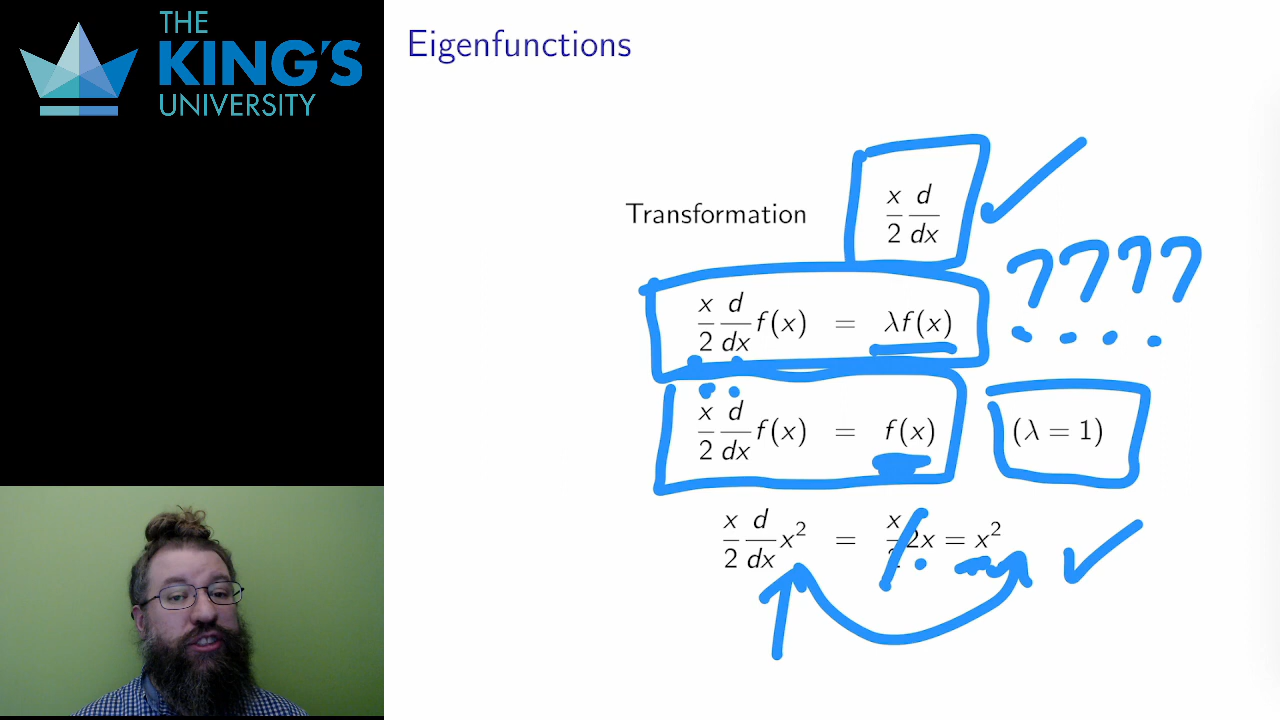 THE
KING'S
UNIVERSITY
Eigenfunctions
Transformation x/2 d/dx
????
x/2 d/dx f(x) = λf(x)
x/2 d/dx f(x) = f(x) (λ = 1)
x/2 d/dx x² = x/2 2x = x²